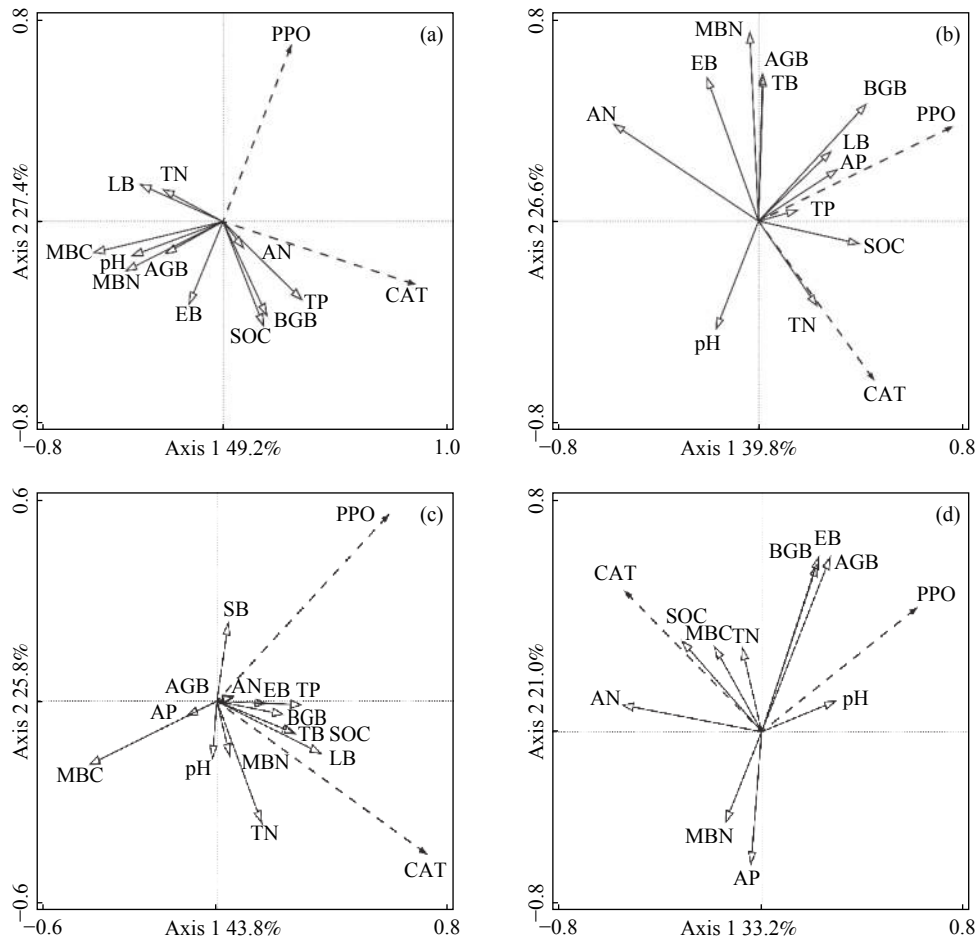 0.8
(a)
PPO
LB
TN
MBC
pH
MBN
AGB
AN
EB
TP
BGB
SOC
CAT
Axis 2 27.4%
−0.8
−0.8
Axis 1 49.2%
1.0
0.8
(b)
MBN
EB
AGB
TB
AN
BGB
PPO
LB
AP
TP
SOC
TN
pH
CAT
Axis 2 26.6%
−0.8
−0.8
Axis 1 39.8%
0.8
0.6
(c)
PPO
SB
AGB
AN
EB
TP
AP
BGB
TB
SOC
LB
MBC
pH
MBN
TN
CAT
Axis 2 25.8%
−0.6
−0.6
Axis 1 43.8%
0.8
0.8
(d)
EB
BGB
AGB
CAT
PPO
SOC
MBC
TN
AN
pH
MBN
AP
Axis 2 21.0%
−0.8
−0.8
Axis 1 33.2%
0.8